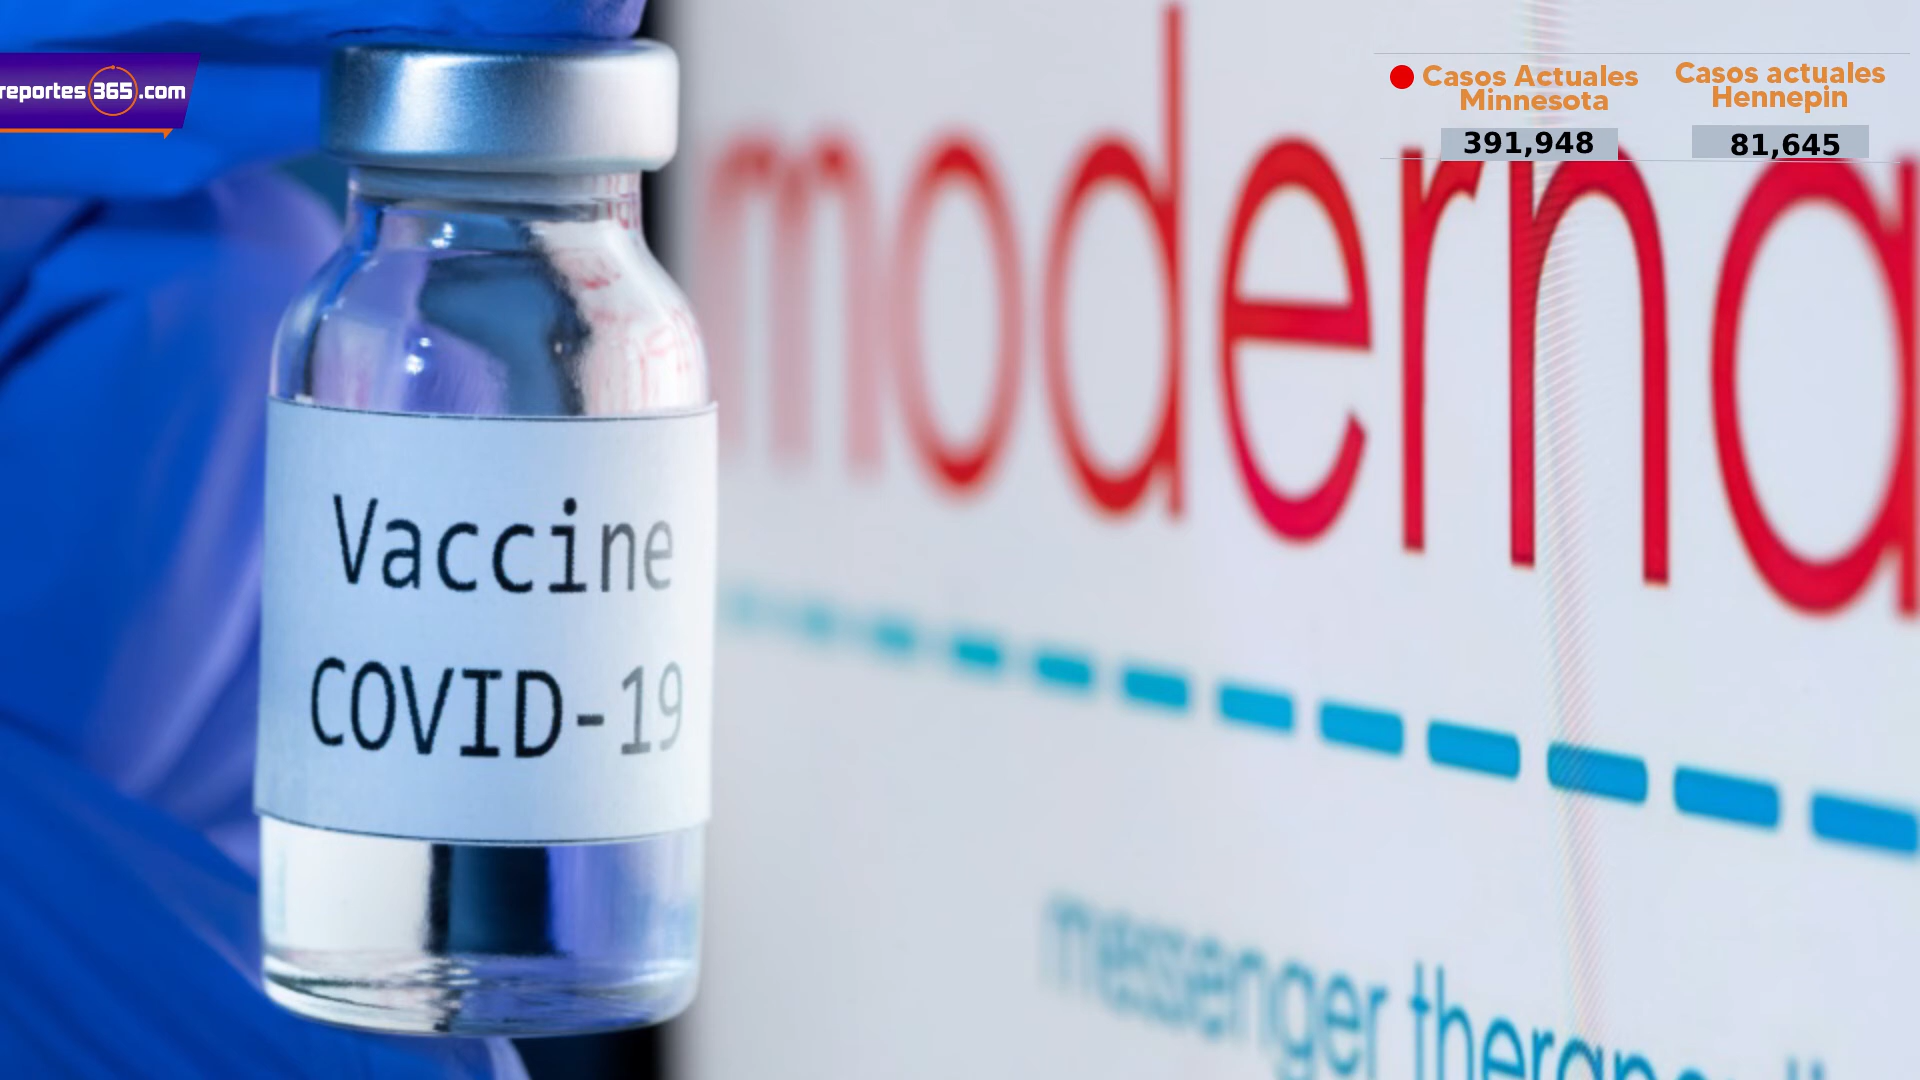 reportes365.com
Casos Actuales
Minnesota
391,948
Casos actuales
Hennepin
81,645
moderna
Vaccine
COVID-19
messenger